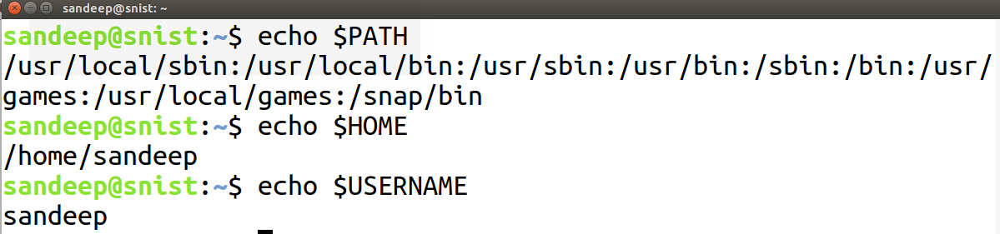 sandeep@snist: ~
sandeep@snist:~$ echo $PATH
/usr/local/sbin:/usr/local/bin:/usr/sbin:/usr/bin:/sbin:/bin:/usr/
games:/usr/local/games:/snap/bin
sandeep@snist:~$ echo $HOME
/home/sandeep
sandeep@snist:~$ echo $USERNAME
sandeep